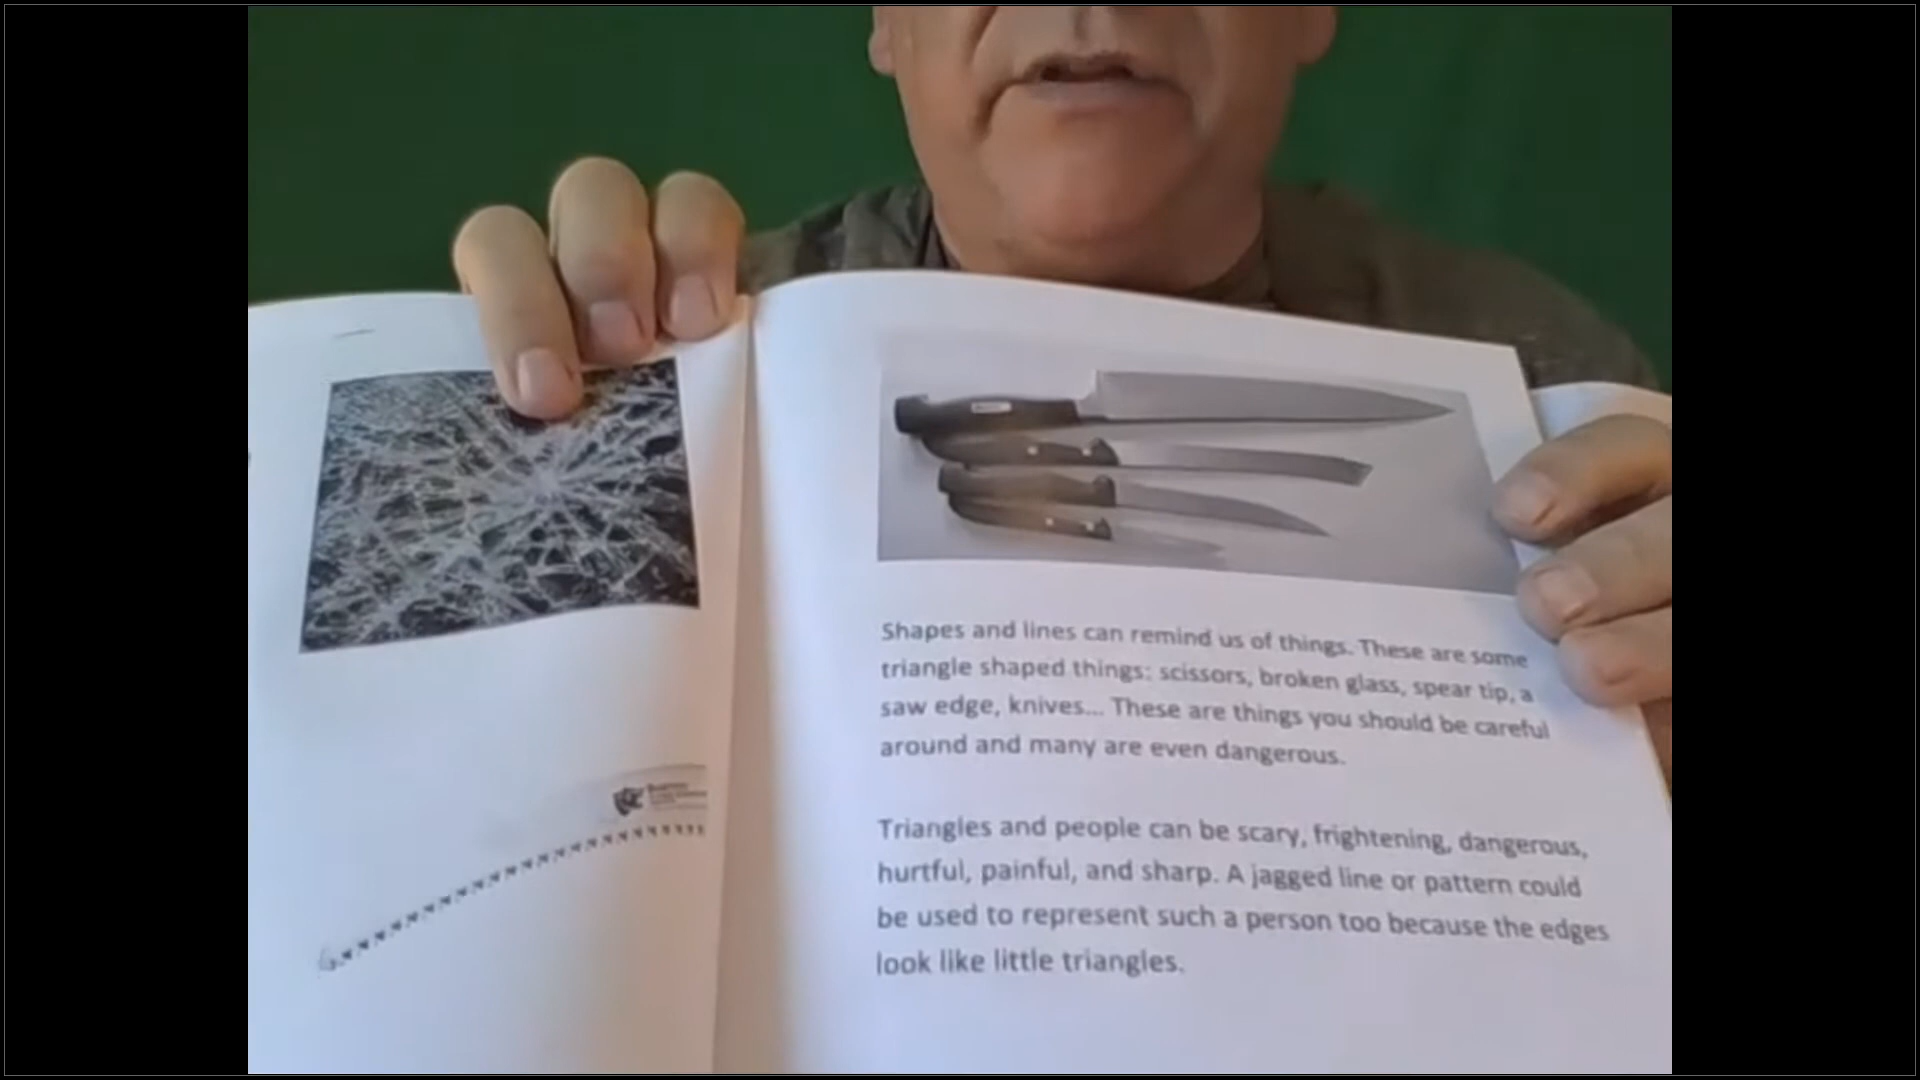 Shapes and lines can remind us of things. These are some
triangle shaped things: scissors, broken glass, spear tip, a
saw edge, knives... These are things you should be careful
around and many are even dangerous.
Triangles and people can be scary, frightening, dangerous,
hurtful, painful, and sharp. A jagged line or pattern could
be used to represent such a person too because the edges
look like little triangles.